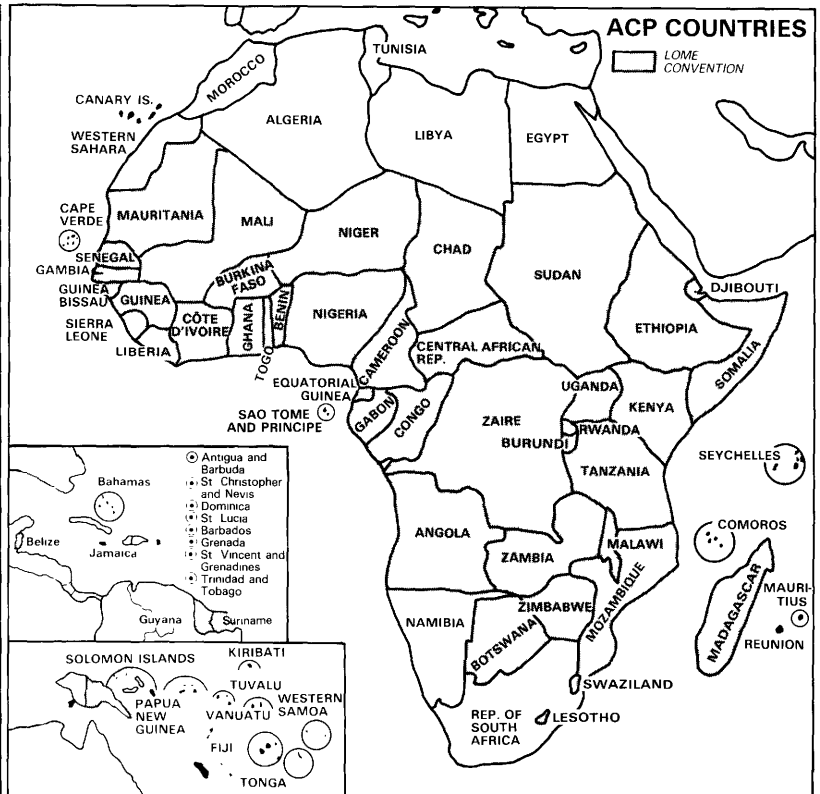 ACP COUNTRIES
LOME
CONVENTION
TUNISIA
MOROCCO
CANARY IS.
ALGERIA
LIBYA
EGYPT
WESTERN
SAHARA
CAPE
VERDE
MAURITANIA
MALI
NIGER
CHAD
SUDAN
SENEGAL
GAMBIA
BURKINA
FASO
DJIBOUTI
GUINEA
BISSAU
GUINEA
CÔTE
D'IVOIRE
GHANA
TOGO
BENIN
NIGERIA
ETHIOPIA
SIERRA
LEONE
LIBERIA
CAMEROON
CENTRAL AFRICAN
REP.
SOMALIA
EQUATORIAL
GUINEA
UGANDA
KENYA
SAO TOME
AND PRINCIPE
GABON
CONGO
ZAIRE
RWANDA
BURUNDI
TANZANIA
SEYCHELLES
ANGOLA
ZAMBIA
MALAWI
COMOROS
MOZAMBIQUE
MADAGASCAR
MAURI-
TIUS
REUNION
NAMIBIA
BOTSWANA
ZIMBABWE
SWAZILAND
REP. OF
SOUTH
AFRICA
LESOTHO
Bahamas
Belize
Jamaica
Guyana
Suriname
Antigua and
Barbuda
St Christopher
and Nevis
Dominica
St Lucia
Barbados
Grenada
St Vincent and
Grenadines
Trinidad and
Tobago
SOLOMON ISLANDS
KIRIBATI
TUVALU
PAPUA
NEW
GUINEA
VANUATU
WESTERN
SAMOA
FIJI
TONGA